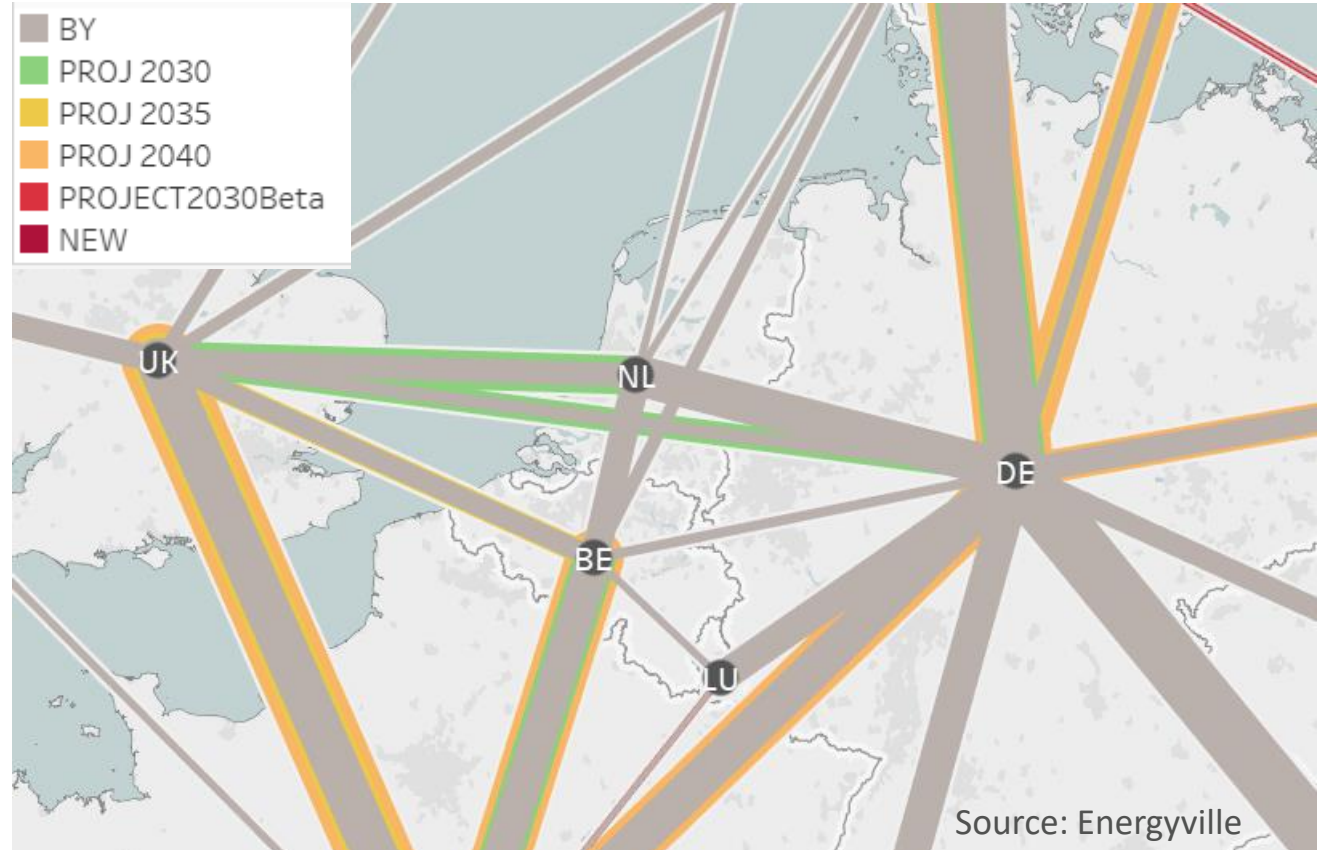 BY
PROJ 2030
PROJ 2035
PROJ 2040
PROJECT2030Beta
NEW
UK
NL
DE
BE
LU
Source: Energyville